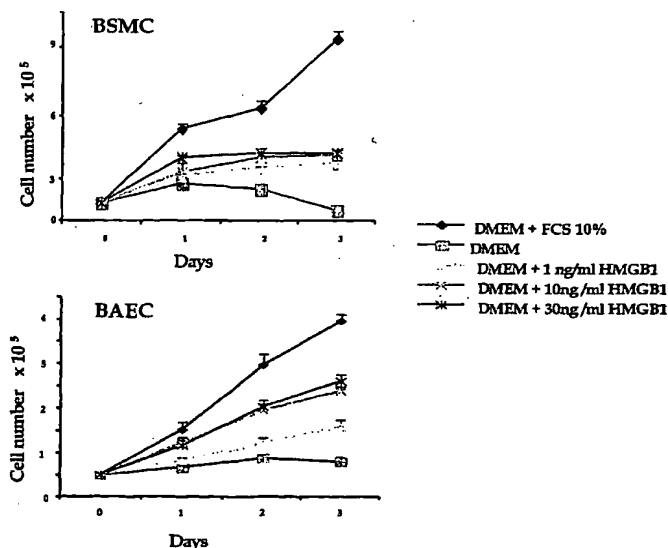 BSMC
Cell number x 10⁵
9
6
3
0
0
1
2
3
Days
DMEM + FCS 10%
DMEM
DMEM + 1 ng/ml HMGB1
DMEM + 10ng/ml HMGB1
DMEM + 30ng/ml HMGB1
BAEC
Cell number x 10⁵
4
3
2
1
0
0
1
2
3
Days